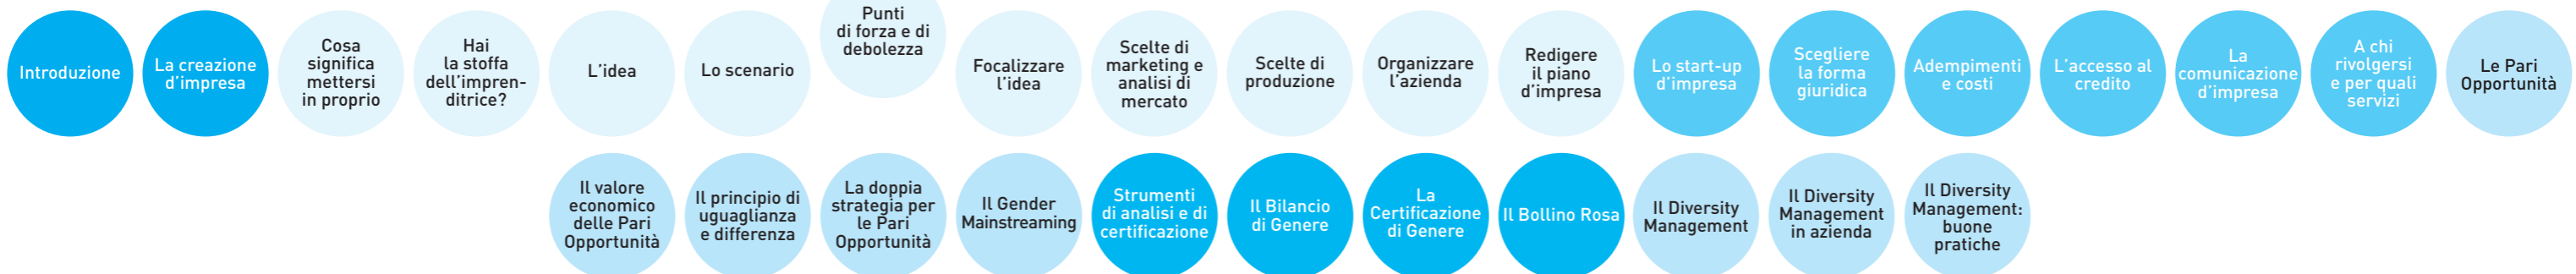 Introduzione
La creazione
d’impresa
Cosa
significa
mettersi
in proprio
Hai
la stoffa
dell’impren-
ditrice?
L’idea
Lo scenario
Punti
di forza e di
debolezza
Focalizzare
l’idea
Scelte di
marketing e
analisi di
mercato
Scelte di
produzione
Organizzare
l’azienda
Redigere
il piano
d’impresa
Lo start-up
d’impresa
Scegliere
la forma
giuridica
Adempimenti
e costi
L’accesso al
credito
La
comunicazione
d’impresa
A chi
rivolgersi
e per quali
servizi
Le Pari
Opportunità
Il valore
economico
delle Pari
Opportunità
Il principio di
uguaglianza
e differenza
La doppia
strategia per
le Pari
Opportunità
Il Gender
Mainstreaming
Strumenti
di analisi e di
certificazione
Il Bilancio
di Genere
La
Certificazione
di Genere
Il Bollino Rosa
Il Diversity
Management
Il Diversity
Management
in azienda
Il Diversity
Management:
buone
pratiche